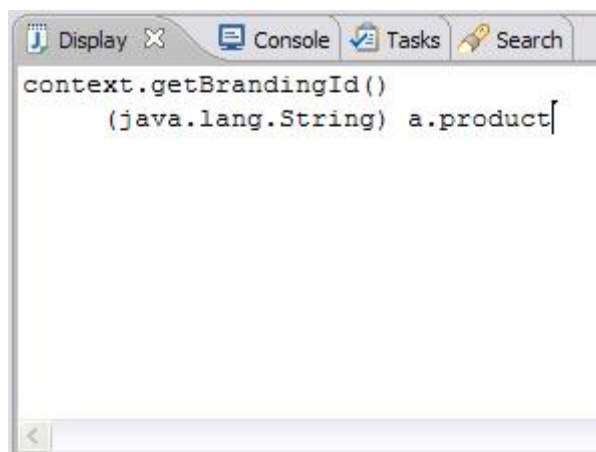 Display Console Tasks Search
context.getBrandingId()
(java.lang.String) a.product